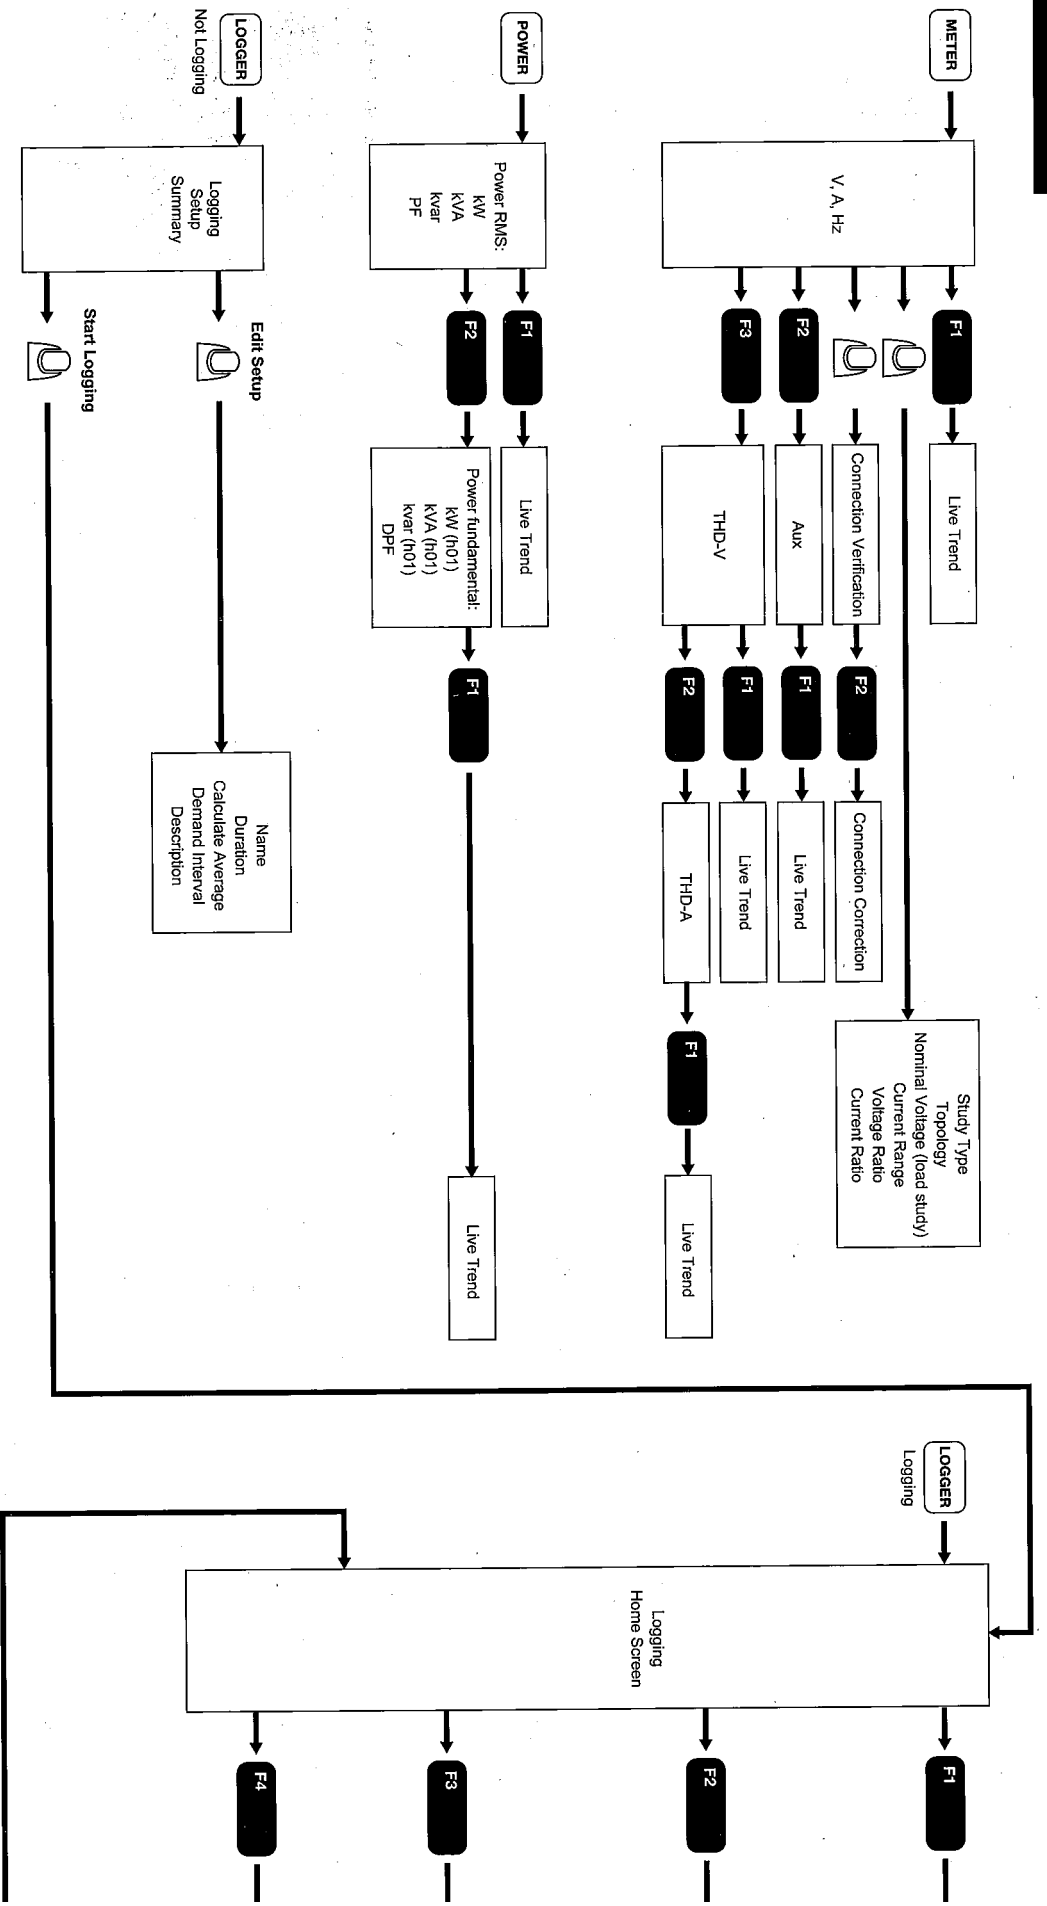 METER
V, A, Hz
F1
Live Trend
Study Type
Topology
Nominal Voltage (load study)
Current Range
Voltage Ratio
Current Ratio
Connection Verification
F2
Connection Correction
F2
Aux
F1
Live Trend
F3
THD-V
F1
Live Trend
F2
THD-A
F1
Live Trend
POWER
Power RMS:
kW
kVA
kvar
PF
F1
Live Trend
F2
Power fundamental:
kW (h01)
kVA (h01)
kvar (h01)
DPF
F1
Live Trend
LOGGER
Not Logging
Logging
Setup
Summary
Edit Setup
Name
Duration
Calculate Average
Demand Interval
Description
Start Logging
LOGGER
Logging
Logging
Home Screen
F1
F2
F3
F4